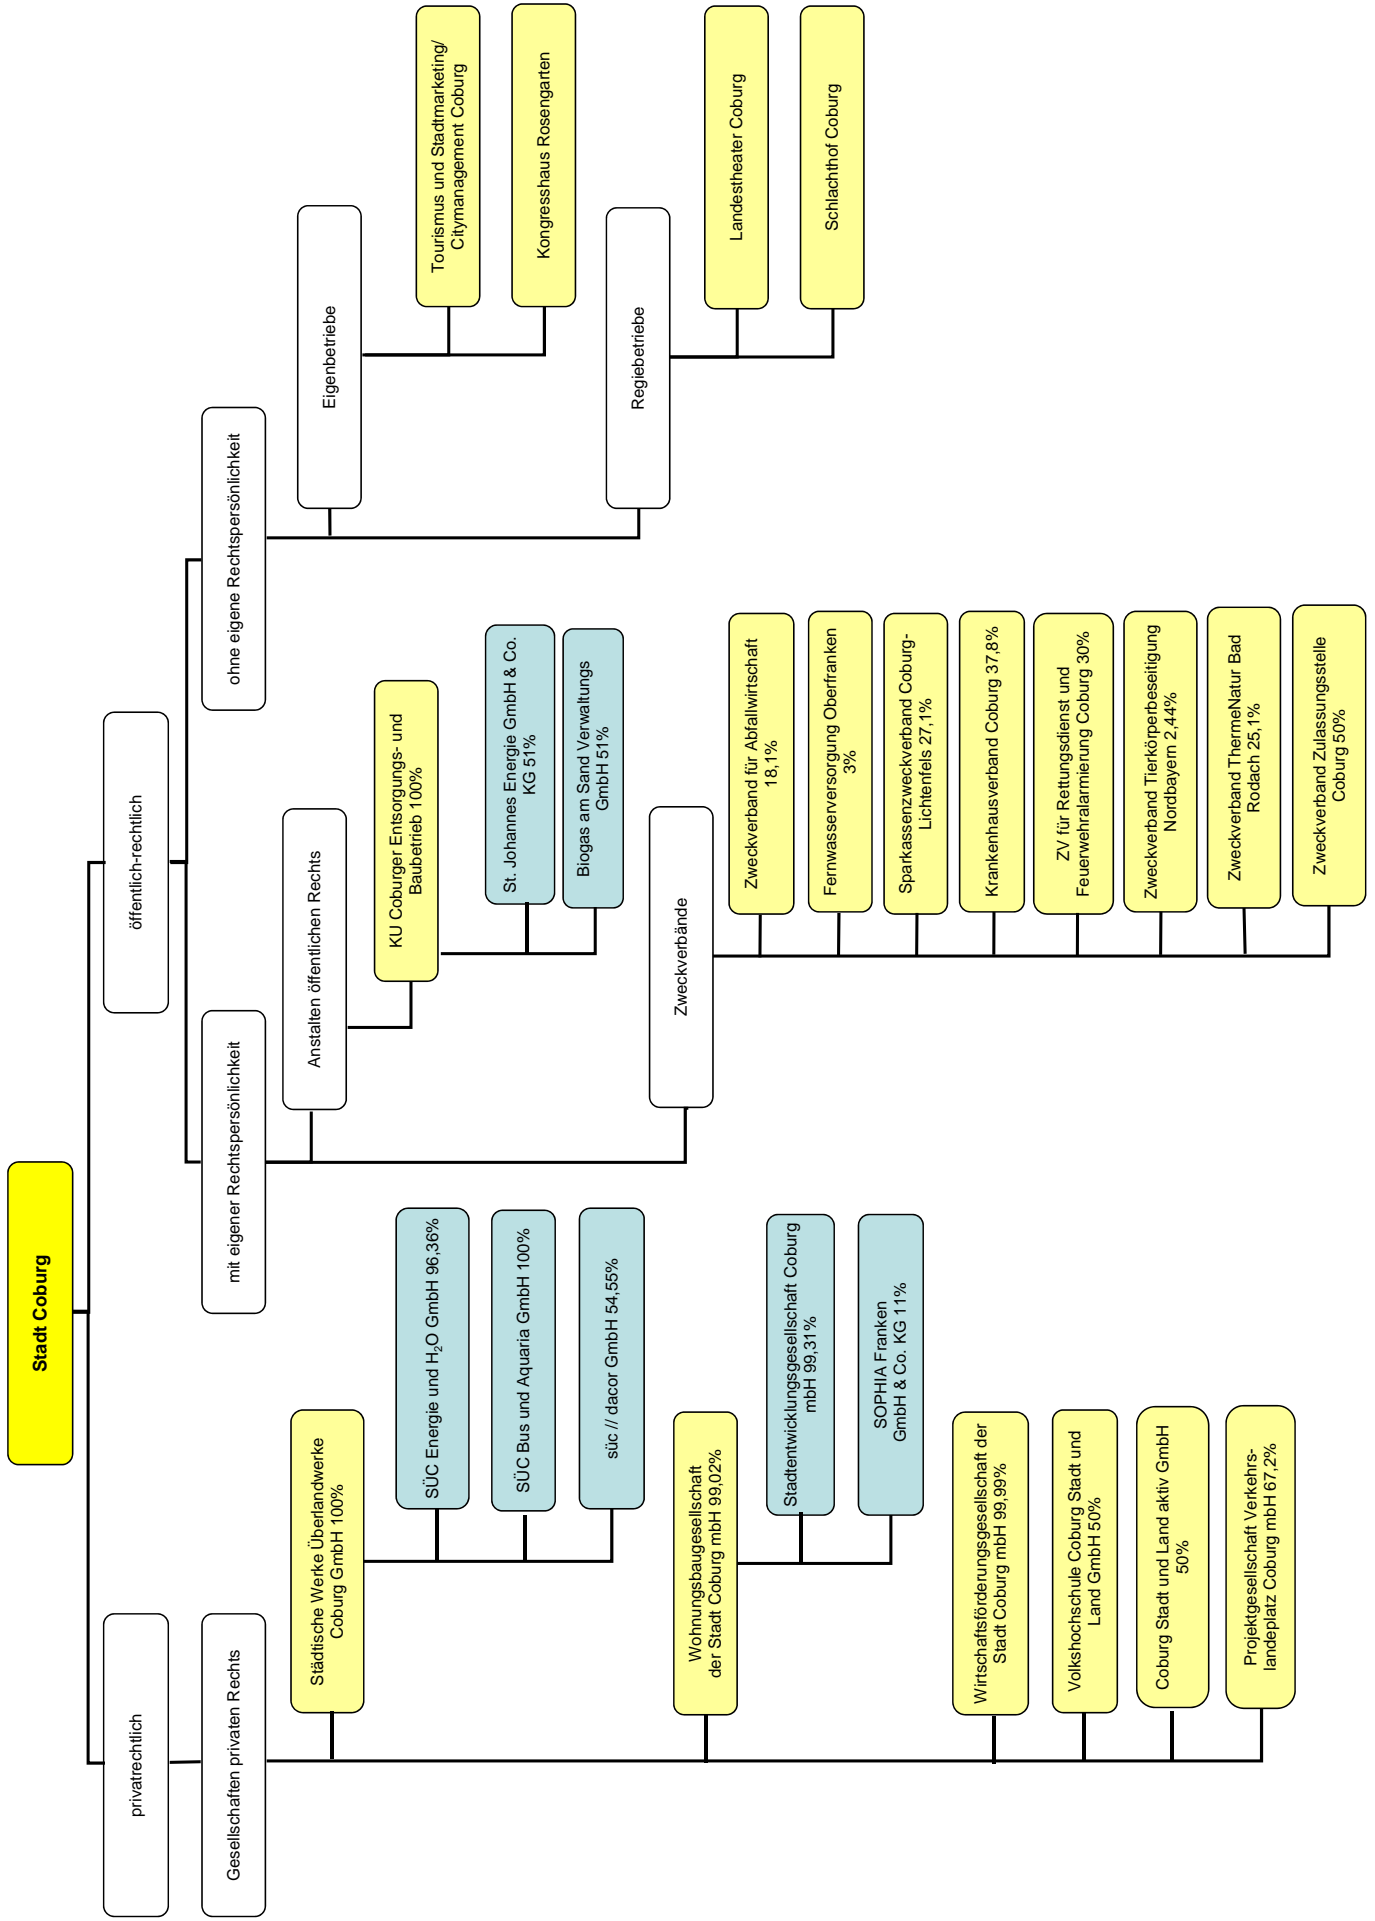 Stadt Coburg
privatrechtlich
öffentlich-rechtlich
Gesellschaften privaten Rechts
mit eigener Rechtspersönlichkeit
ohne eigene Rechtspersönlichkeit
Städtische Werke Überlandwerke
Coburg GmbH 100%
SÜC Energie und H₂O GmbH 96,36%
SÜC Bus und Aquaria GmbH 100%
süc // dacor GmbH 54,55%
Wohnungsbaugesellschaft
der Stadt Coburg mbH 99,02%
Stadtentwicklungsgesellschaft Coburg
mbH 99,31%
SOPHIA Franken
GmbH & Co. KG 11%
Wirtschaftsförderungsgesellschaft der
Stadt Coburg mbH 99,99%
Volkshochschule Coburg Stadt und
Land GmbH 50%
Coburg Stadt und Land aktiv GmbH
50%
Projektgesellschaft Verkehrs-
landeplatz Coburg mbH 67,2%
Anstalten öffentlichen Rechts
KU Coburger Entsorgungs- und
Baubetrieb 100%
St. Johannes Energie GmbH & Co.
KG 51%
Biogas am Sand Verwaltungs
GmbH 51%
Zweckverbände
Zweckverband für Abfallwirtschaft
18,1%
Fernwasserversorgung Oberfranken
3%
Sparkassenzweckverband Coburg-
Lichtenfels 27,1%
Krankenhausverband Coburg 37,8%
ZV für Rettungsdienst und
Feuerwehralarmierung Coburg 30%
Zweckverband Tierkörperbeseitigung
Nordbayern 2,44%
Zweckverband ThermeNatur Bad
Rodach 25,1%
Zweckverband Zulassungsstelle
Coburg 50%
Eigenbetriebe
Tourismus und Stadtmarketing/
Citymanagement Coburg
Kongresshaus Rosengarten
Regiebetriebe
Landestheater Coburg
Schlachthof Coburg